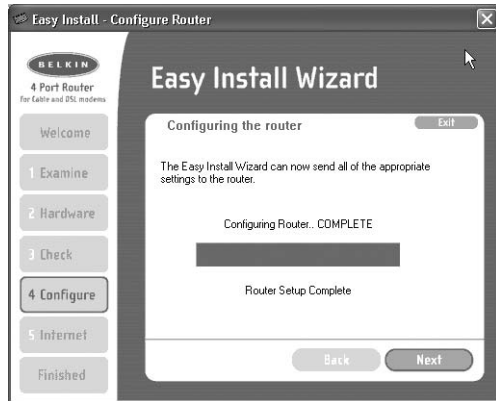 Easy Install - Configure Router
BELKIN
4 Port Router
For Cable and DSL modems
Easy Install Wizard
Welcome
1 Examine
2 Hardware
3 Check
4 Configure
5 Internet
Finished
Configuring the router
Exit
The Easy Install Wizard can now send all of the appropriate
settings to the router.
Configuring Router.. COMPLETE
Router Setup Complete
Back
Next